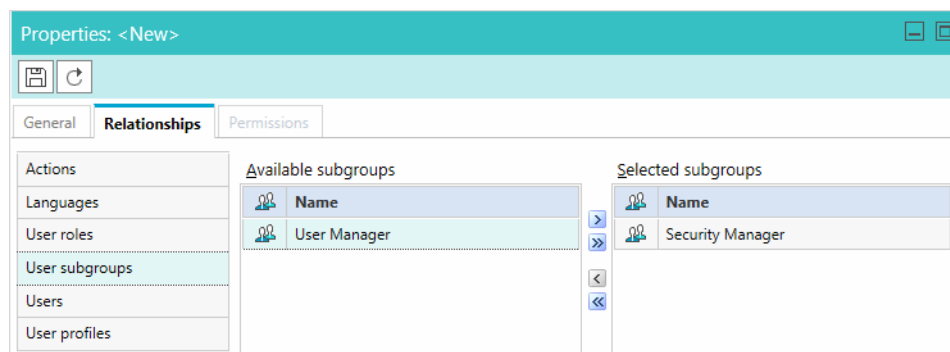 Properties: <New>
General Relationships Permissions
Actions
Languages
User roles
User subgroups
Users
User profiles
Available subgroups
Name
User Manager
Selected subgroups
Name
Security Manager